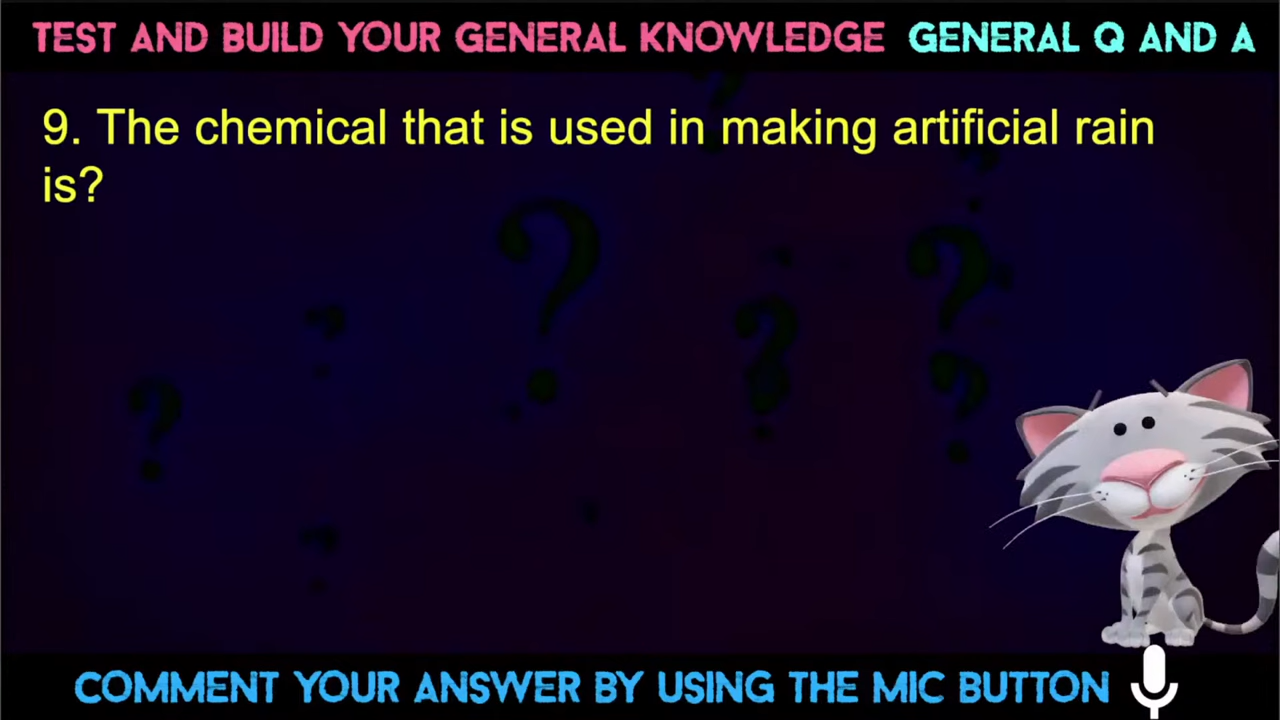 TEST AND BUILD YOUR GENERAL KNOWLEDGE GENERAL Q AND A
9. The chemical that is used in making artificial rain
is?
COMMENT YOUR ANSWER BY USING THE MIC BUTTON